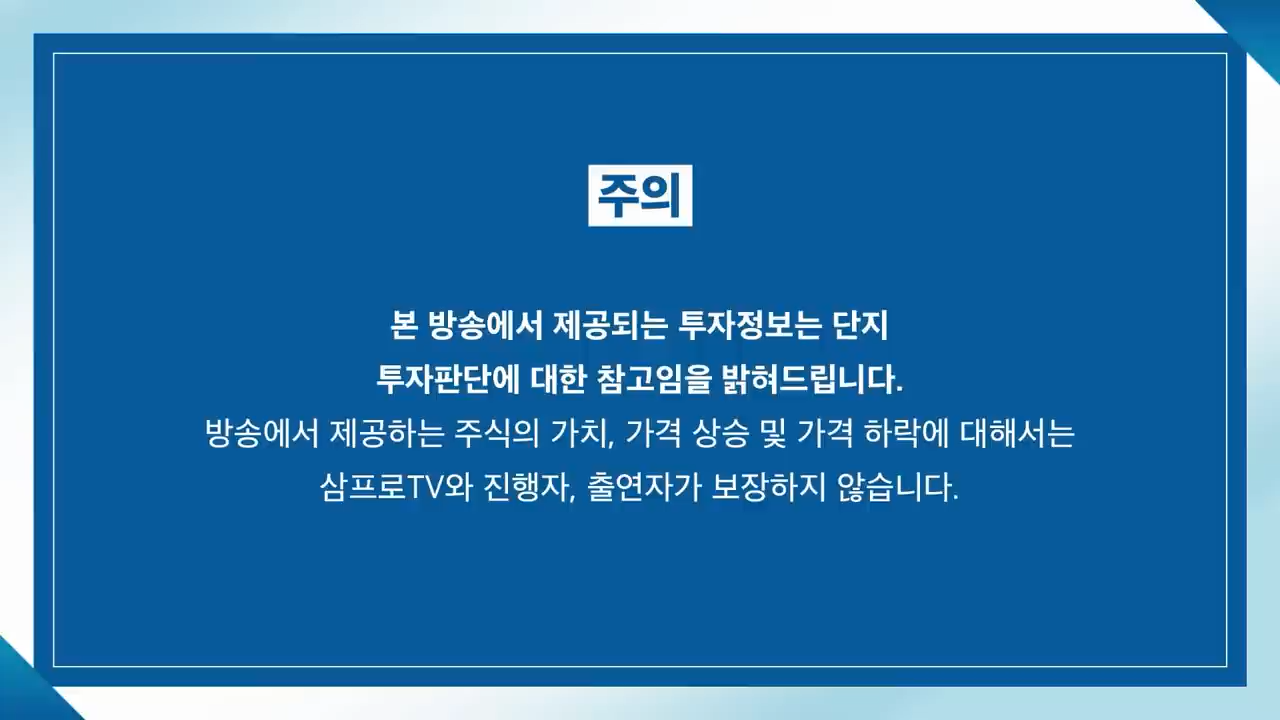 주의
본 방송에서 제공되는 투자정보는 단지
투자판단에 대한 참고임을 밝혀드립니다.
방송에서 제공하는 주식의 가치, 가격 상승 및 가격 하락에 대해서는
삼프로TV와 진행자, 출연자가 보장하지 않습니다.